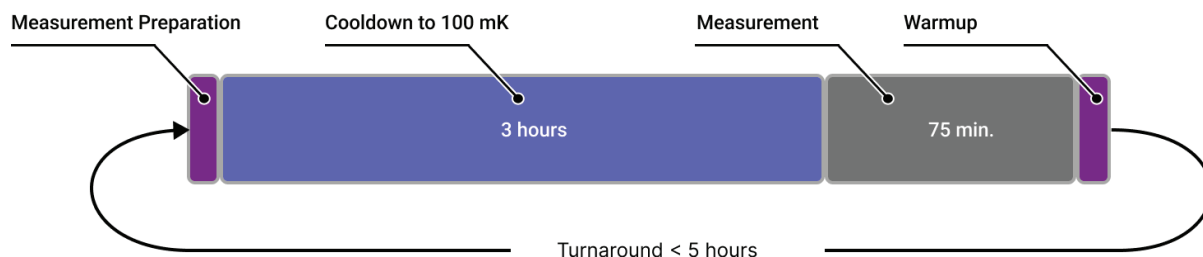 Measurement Preparation
Cooldown to 100 mK
Measurement
Warmup
3 hours
75 min.
Turnaround < 5 hours